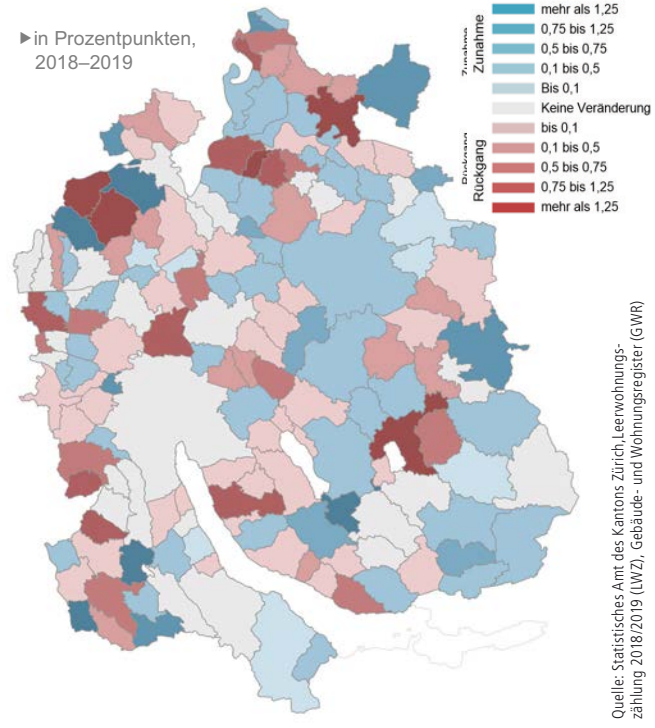 ▶in Prozentpunkten,
2018–2019
Zunahme
Zunahme
mehr als 1,25
0,75 bis 1,25
0,5 bis 0,75
0,1 bis 0,5
Bis 0,1
Keine Veränderung
Rückgang
Rückgang
bis 0,1
0,1 bis 0,5
0,5 bis 0,75
0,75 bis 1,25
mehr als 1,25
Quelle: Statistisches Amt des Kantons Zürich,Leerwohnungs-
zählung 2018/2019 (LWZ), Gebäude- und Wohnungsregister (GWR)